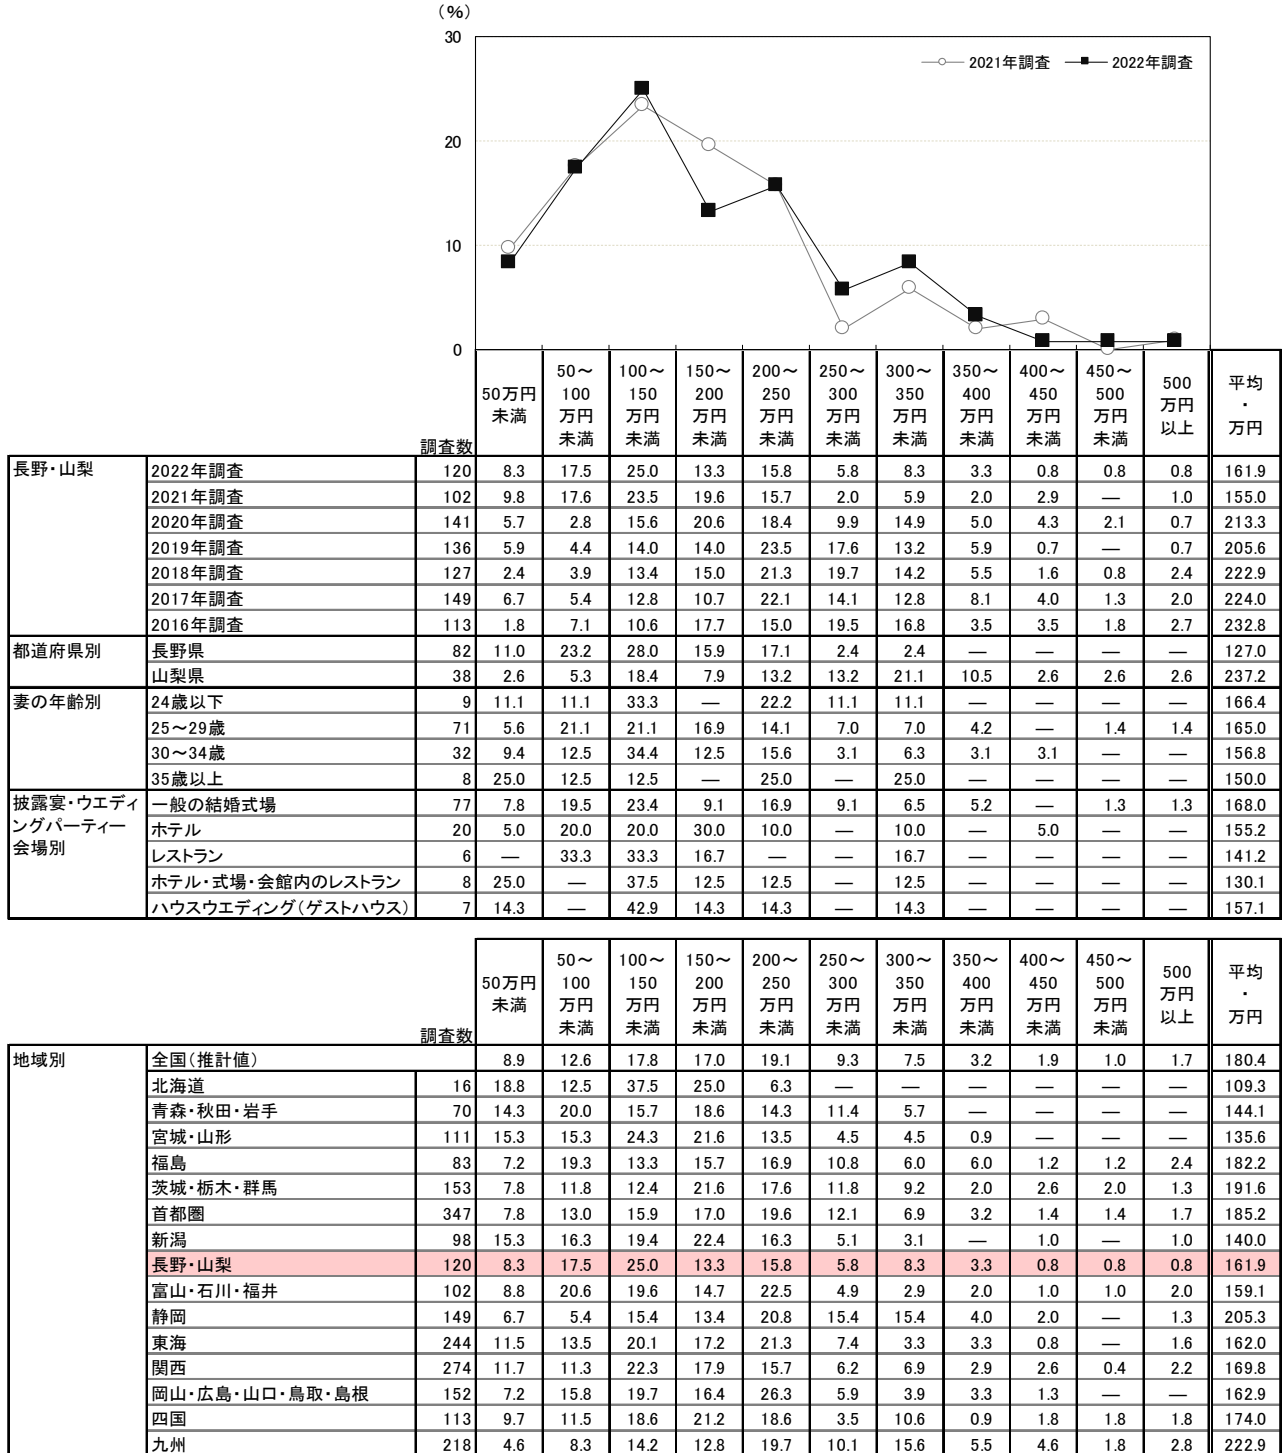 （％）
30
20
10
0
2021年調査 2022年調査
調査数 50万円未満 50～100万円未満 100～150万円未満 150～200万円未満 200～250万円未満 250～300万円未満 300～350万円未満 350～400万円未満 400～450万円未満 450～500万円未満 500万円以上 平均・万円
長野・山梨 2022年調査 120 8.3 17.5 25.0 13.3 15.8 5.8 8.3 3.3 0.8 0.8 0.8 161.9
2021年調査 102 9.8 17.6 23.5 19.6 15.7 2.0 5.9 2.0 2.9 ― 1.0 155.0
2020年調査 141 5.7 2.8 15.6 20.6 18.4 9.9 14.9 5.0 4.3 2.1 0.7 213.3
2019年調査 136 5.9 4.4 14.0 14.0 23.5 17.6 13.2 5.9 0.7 ― 0.7 205.6
2018年調査 127 2.4 3.9 13.4 15.0 21.3 19.7 14.2 5.5 1.6 0.8 2.4 222.9
2017年調査 149 6.7 5.4 12.8 10.7 22.1 14.1 12.8 8.1 4.0 1.3 2.0 224.0
2016年調査 113 1.8 7.1 10.6 17.7 15.0 19.5 16.8 3.5 3.5 1.8 2.7 232.8
都道府県別 長野県 82 11.0 23.2 28.0 15.9 17.1 2.4 2.4 ― ― ― ― 127.0
山梨県 38 2.6 5.3 18.4 7.9 13.2 13.2 21.1 10.5 2.6 2.6 2.6 237.2
妻の年齢別 24歳以下 9 11.1 11.1 33.3 ― 22.2 11.1 11.1 ― ― ― ― 166.4
25～29歳 71 5.6 21.1 21.1 16.9 14.1 7.0 7.0 4.2 ― 1.4 1.4 165.0
30～34歳 32 9.4 12.5 34.4 12.5 15.6 3.1 6.3 3.1 3.1 ― ― 156.8
35歳以上 8 25.0 12.5 12.5 ― 25.0 ― 25.0 ― ― ― ― 150.0
披露宴・ウエディングパーティー会場別 一般の結婚式場 77 7.8 19.5 23.4 9.1 16.9 9.1 6.5 5.2 ― 1.3 1.3 168.0
ホテル 20 5.0 20.0 20.0 30.0 10.0 ― 10.0 ― 5.0 ― ― 155.2
レストラン 6 ― 33.3 33.3 16.7 ― ― 16.7 ― ― ― ― 141.2
ホテル・式場・会館内のレストラン 8 25.0 ― 37.5 12.5 12.5 ― 12.5 ― ― ― ― 130.1
ハウスウエディング（ゲストハウス） 7 14.3 ― 42.9 14.3 14.3 ― 14.3 ― ― ― ― 157.1
調査数 50万円未満 50～100万円未満 100～150万円未満 150～200万円未満 200～250万円未満 250～300万円未満 300～350万円未満 350～400万円未満 400～450万円未満 450～500万円未満 500万円以上 平均・万円
地域別 全国（推計値） 8.9 12.6 17.8 17.0 19.1 9.3 7.5 3.2 1.9 1.0 1.7 180.4
北海道 16 18.8 12.5 37.5 25.0 6.3 ― ― ― ― ― ― 109.3
青森・秋田・岩手 70 14.3 20.0 15.7 18.6 14.3 11.4 5.7 ― ― ― ― 144.1
宮城・山形 111 15.3 15.3 24.3 21.6 13.5 4.5 4.5 0.9 ― ― ― 135.6
福島 83 7.2 19.3 13.3 15.7 16.9 10.8 6.0 6.0 1.2 1.2 2.4 182.2
茨城・栃木・群馬 153 7.8 11.8 12.4 21.6 17.6 11.8 9.2 2.0 2.6 2.0 1.3 191.6
首都圏 347 7.8 13.0 15.9 17.0 19.6 12.1 6.9 3.2 1.4 1.4 1.7 185.2
新潟 98 15.3 16.3 19.4 22.4 16.3 5.1 3.1 ― 1.0 ― 1.0 140.0
長野・山梨 120 8.3 17.5 25.0 13.3 15.8 5.8 8.3 3.3 0.8 0.8 0.8 161.9
富山・石川・福井 102 8.8 20.6 19.6 14.7 22.5 4.9 2.9 2.0 1.0 1.0 2.0 159.1
静岡 149 6.7 5.4 15.4 13.4 20.8 15.4 15.4 4.0 2.0 ― 1.3 205.3
東海 244 11.5 13.5 20.1 17.2 21.3 7.4 3.3 3.3 0.8 ― 1.6 162.0
関西 274 11.7 11.3 22.3 17.9 15.7 6.2 6.9 2.9 2.6 0.4 2.2 169.8
岡山・広島・山口・鳥取・島根 152 7.2 15.8 19.7 16.4 26.3 5.9 3.9 3.3 1.3 ― ― 162.9
四国 113 9.7 11.5 18.6 21.2 18.6 3.5 10.6 0.9 1.8 1.8 1.8 174.0
九州 218 4.6 8.3 14.2 12.8 19.7 10.1 15.6 5.5 4.6 1.8 2.8 222.9